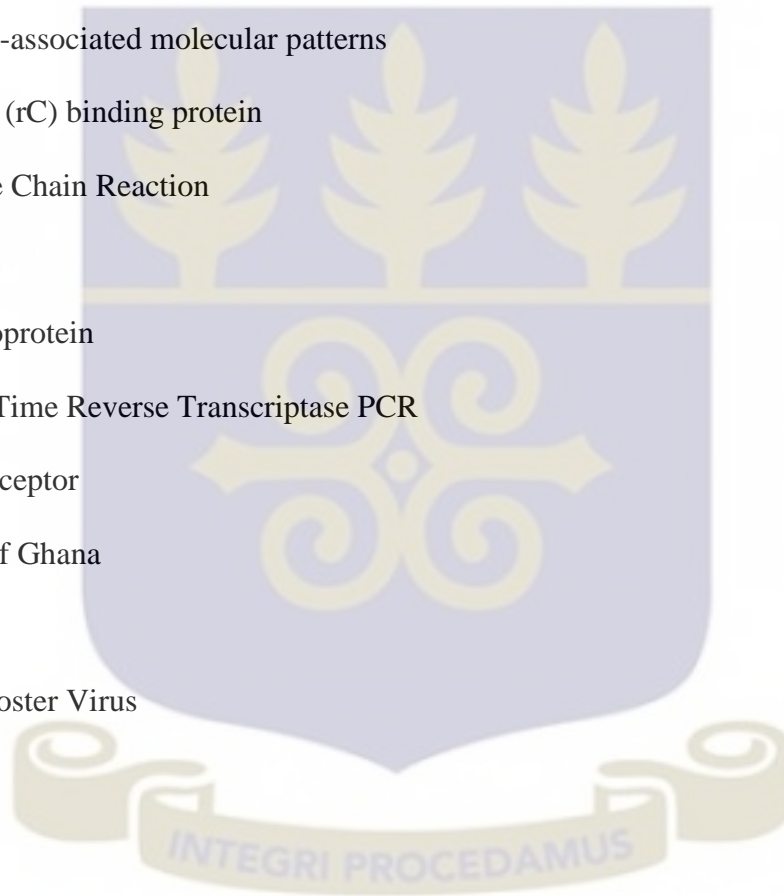 -associated molecular patterns
(rC) binding protein
e Chain Reaction
oprotein
Time Reverse Transcriptase PCR
ceptor
f Ghana
oster Virus
INTEGRI PROCEDAMUS